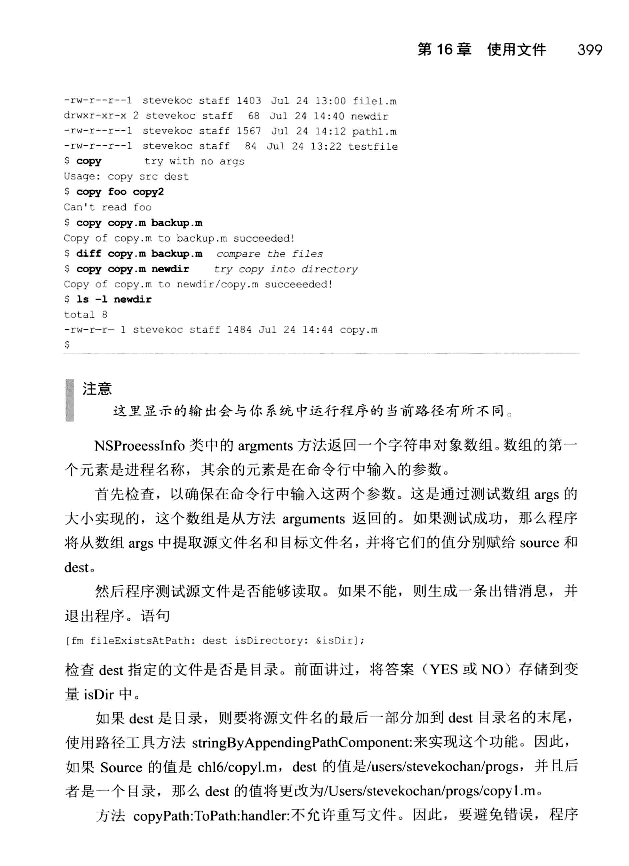 第 16 章 使用文件 399
-rw-r--r--1 stevekoc staff 1403 Jul 24 13:00 file1.m
drwxr-xr-x 2 stevekoc staff 68 Jul 24 14:40 newdir
-rw-r--r--1 stevekoc staff 1567 Jul 24 14:12 path1.m
-rw-r--r--1 stevekoc staff 84 Jul 24 13:22 testfile
$ copy try with no args
Usage: copy src dest
$ copy foo copy2
Can't read foo
$ copy copy.m backup.m
Copy of copy.m to backup.m succeeded!
$ diff copy.m backup.m compare the files
$ copy copy.m newdir try copy into directory
Copy of copy.m to newdir/copy.m succeeeded!
$ ls -l newdir
total 8
-rw-r—r— 1 stevekoc staff 1484 Jul 24 14:44 copy.m
$
注意
这里显示的输出会与你系统中运行程序的当前路径有所不同。
NSProeessInfo 类中的 argments 方法返回一个字符串对象数组。数组的第一
个元素是进程名称，其余的元素是在命令行中输入的参数。
首先检查，以确保在命令行中输入这两个参数。这是通过测试数组 args 的
大小实现的，这个数组是从方法 arguments 返回的。如果测试成功，那么程序
将从数组 args 中提取源文件名和目标文件名，并将它们的值分别赋给 source 和
dest。
然后程序测试源文件是否能够读取。如果不能，则生成一条出错消息，并
退出程序。语句
[fm fileExistsAtPath: dest isDirectory: &isDir];
检查 dest 指定的文件是否是目录。前面讲过，将答案（YES 或 NO）存储到变
量 isDir 中。
如果 dest 是目录，则要将源文件名的最后一部分加到 dest 目录名的末尾，
使用路径工具方法 stringByAppendingPathComponent:来实现这个功能。因此，
如果 Source 的值是 chl6/copyl.m，dest 的值是/users/stevekochan/progs，并且后
者是一个目录，那么 dest 的值将更改为/Users/stevekochan/progs/copy1.m。
方法 copyPath:ToPath:handler:不允许重写文件。因此，要避免错误，程序